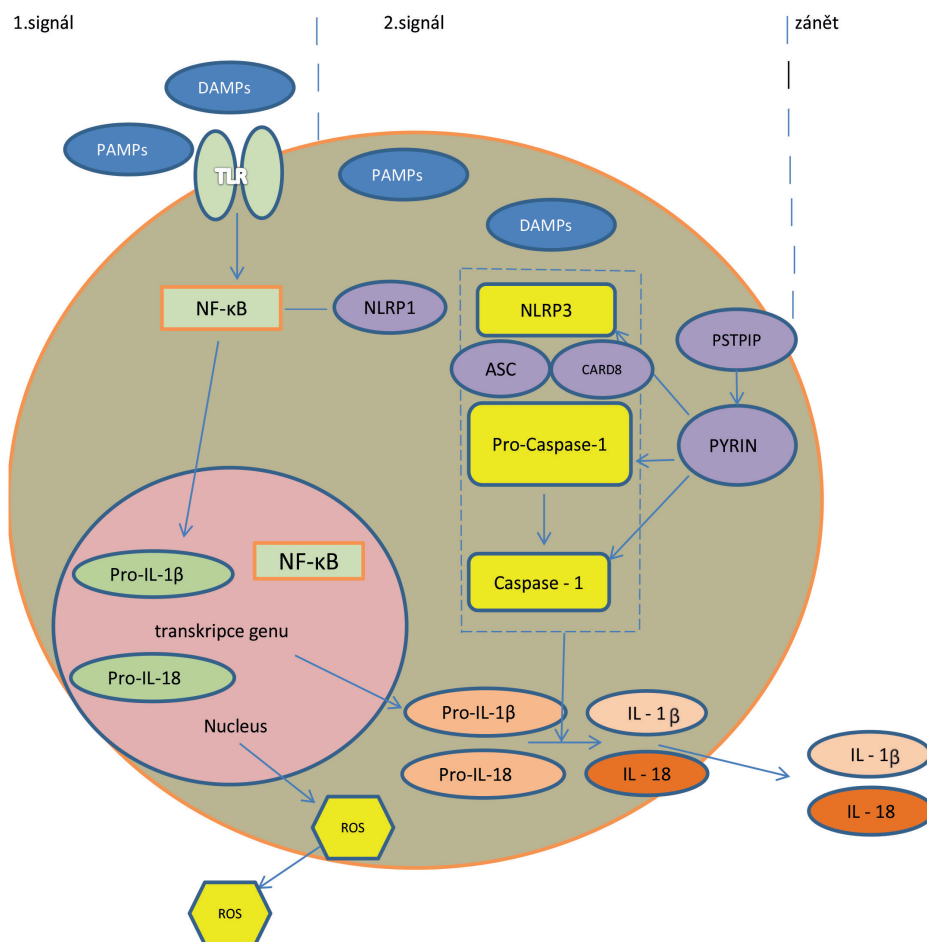 1.signál
2.signál
zánět
DAMPs
PAMPs
TLR
PAMPs
DAMPs
NF-κB
NLRP1
NLRP3
PSTPIP
ASC
CARD8
Pro-Caspase-1
PYRIN
Pro-IL-1β
NF-κB
Caspase - 1
transkripce genu
Pro-IL-18
Nucleus
Pro-IL-1β
IL - 1β
Pro-IL-18
IL - 18
IL - 1β
IL - 18
ROS
ROS